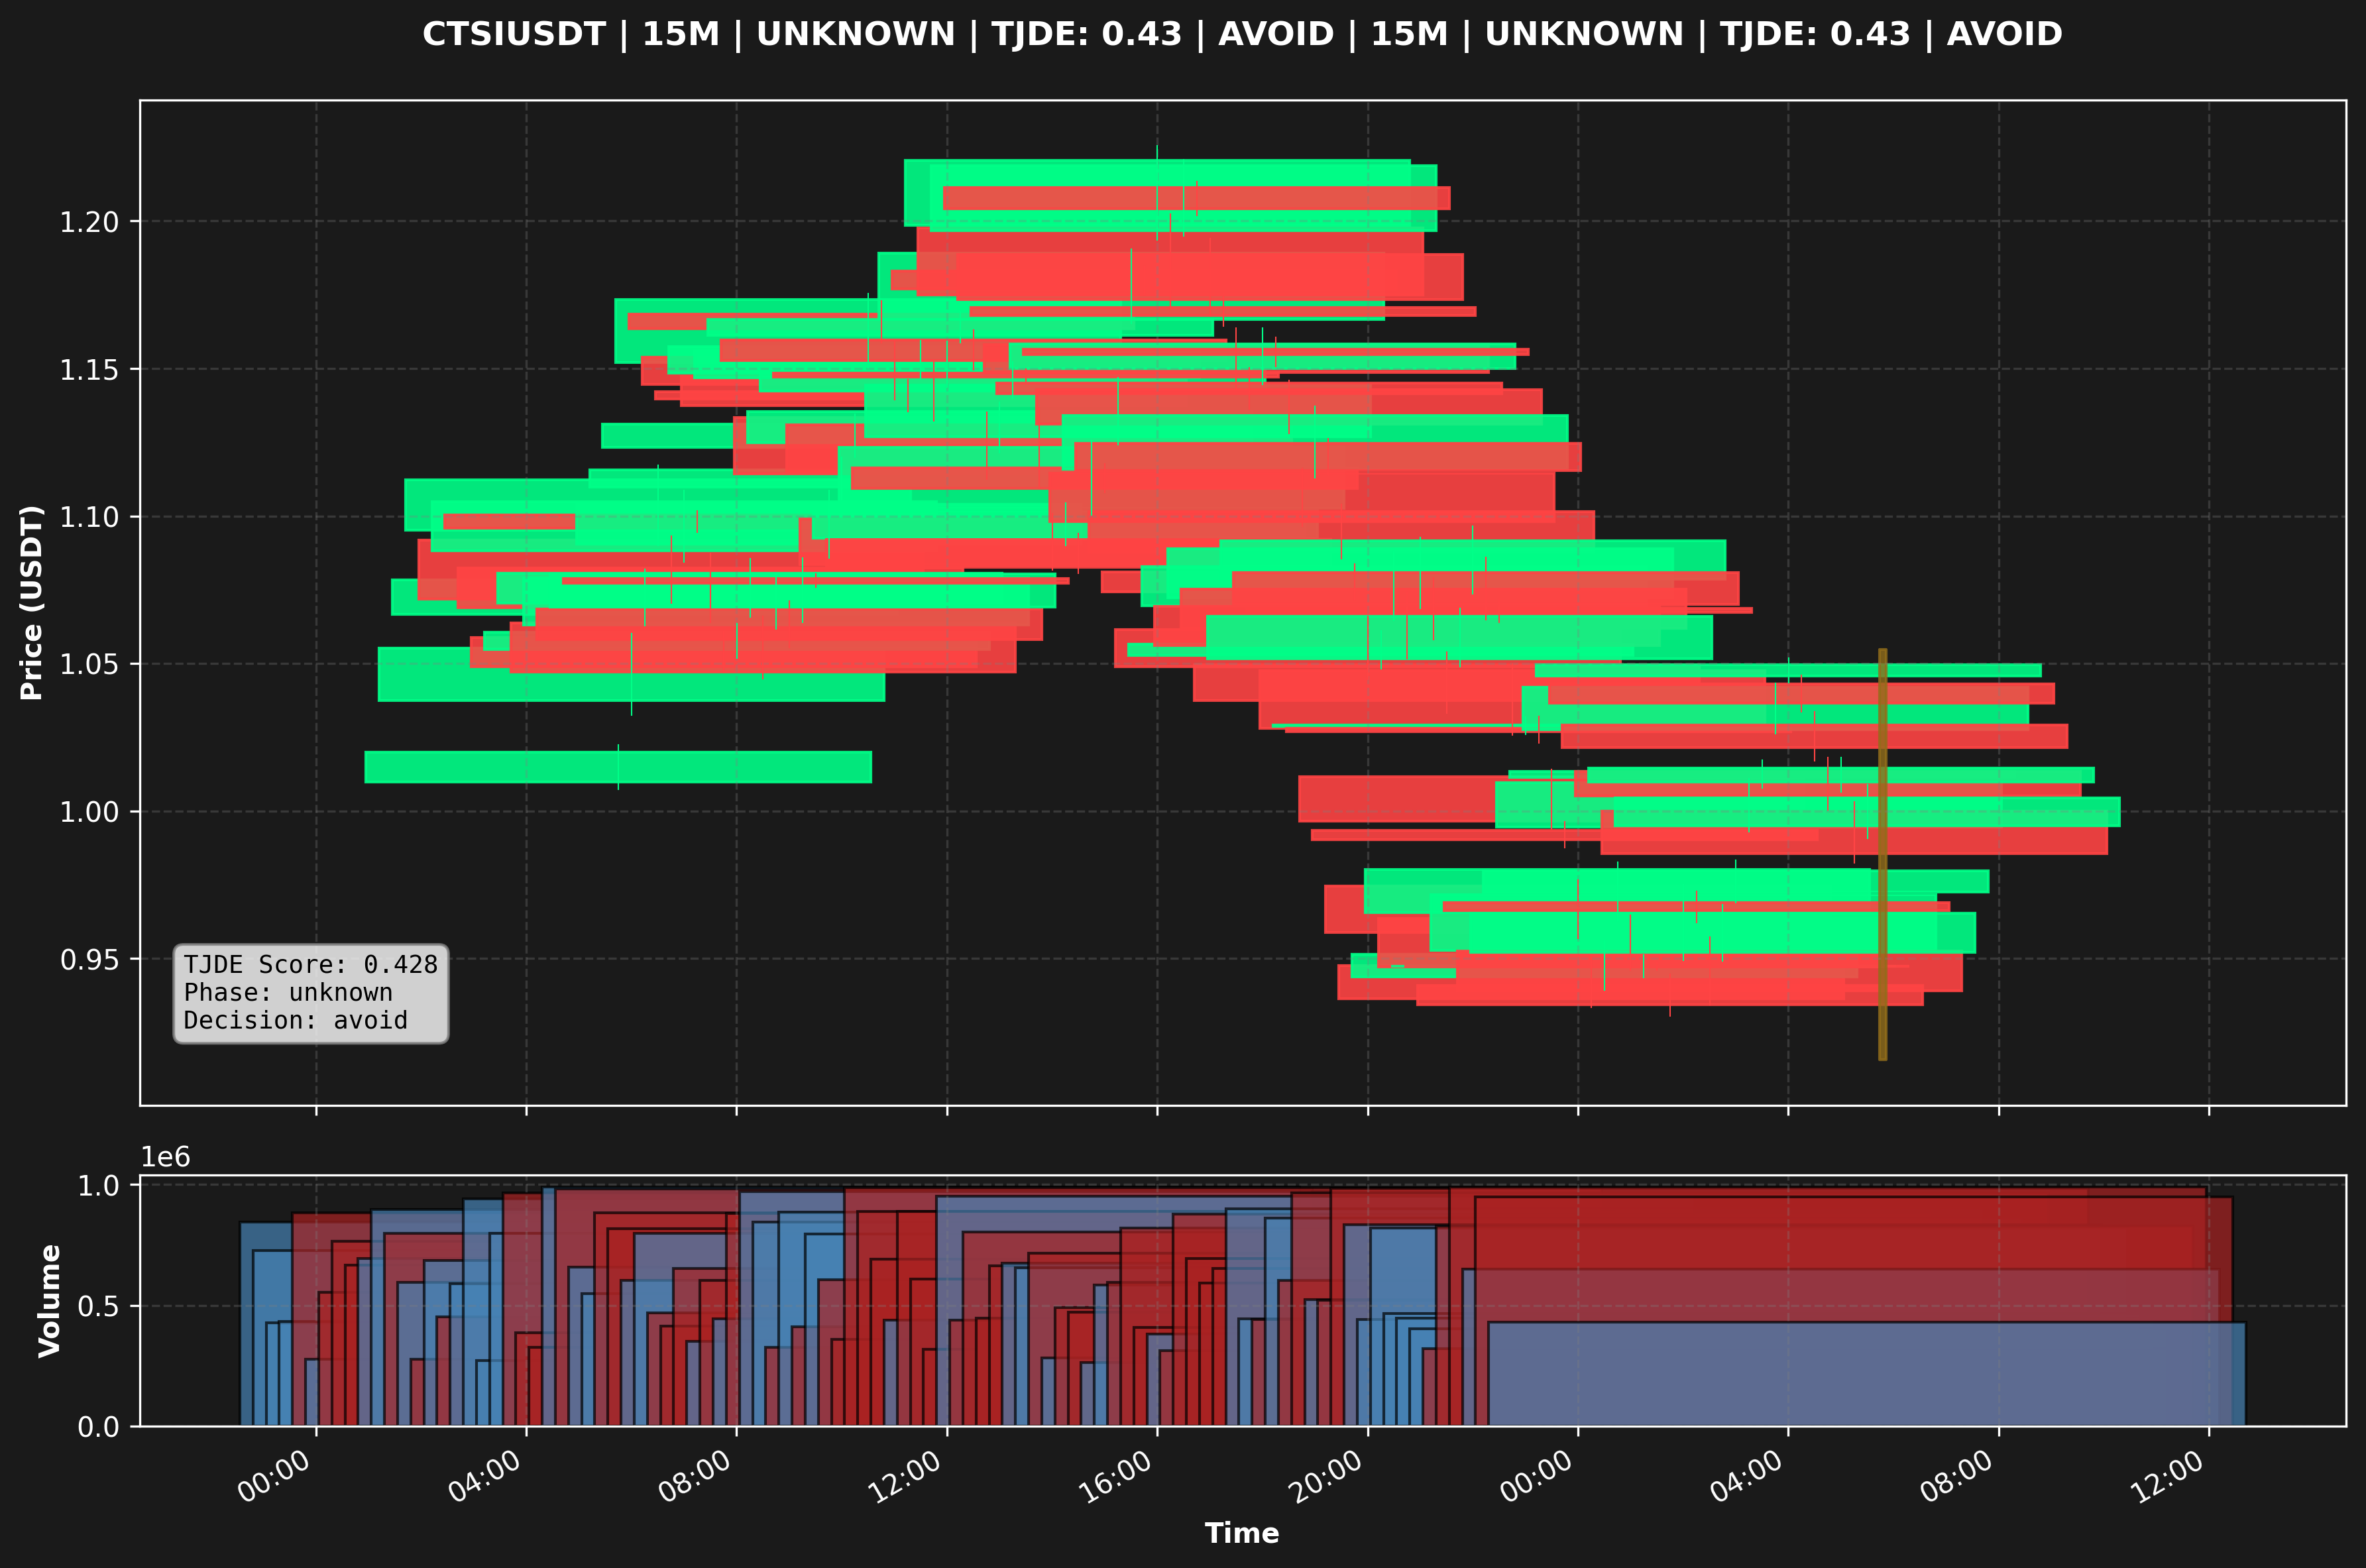 CTSIUSDT | 15M | UNKNOWN | TJDE: 0.43 | AVOID | 15M | UNKNOWN | TJDE: 0.43 | AVOID
Price (USDT)
1.20
1.15
1.10
1.05
1.00
0.95
TJDE Score: 0.428
Phase: unknown
Decision: avoid
1e6
Volume
1.0
0.5
0.0
00:00
04:00
08:00
12:00
16:00
20:00
00:00
04:00
08:00
12:00
Time